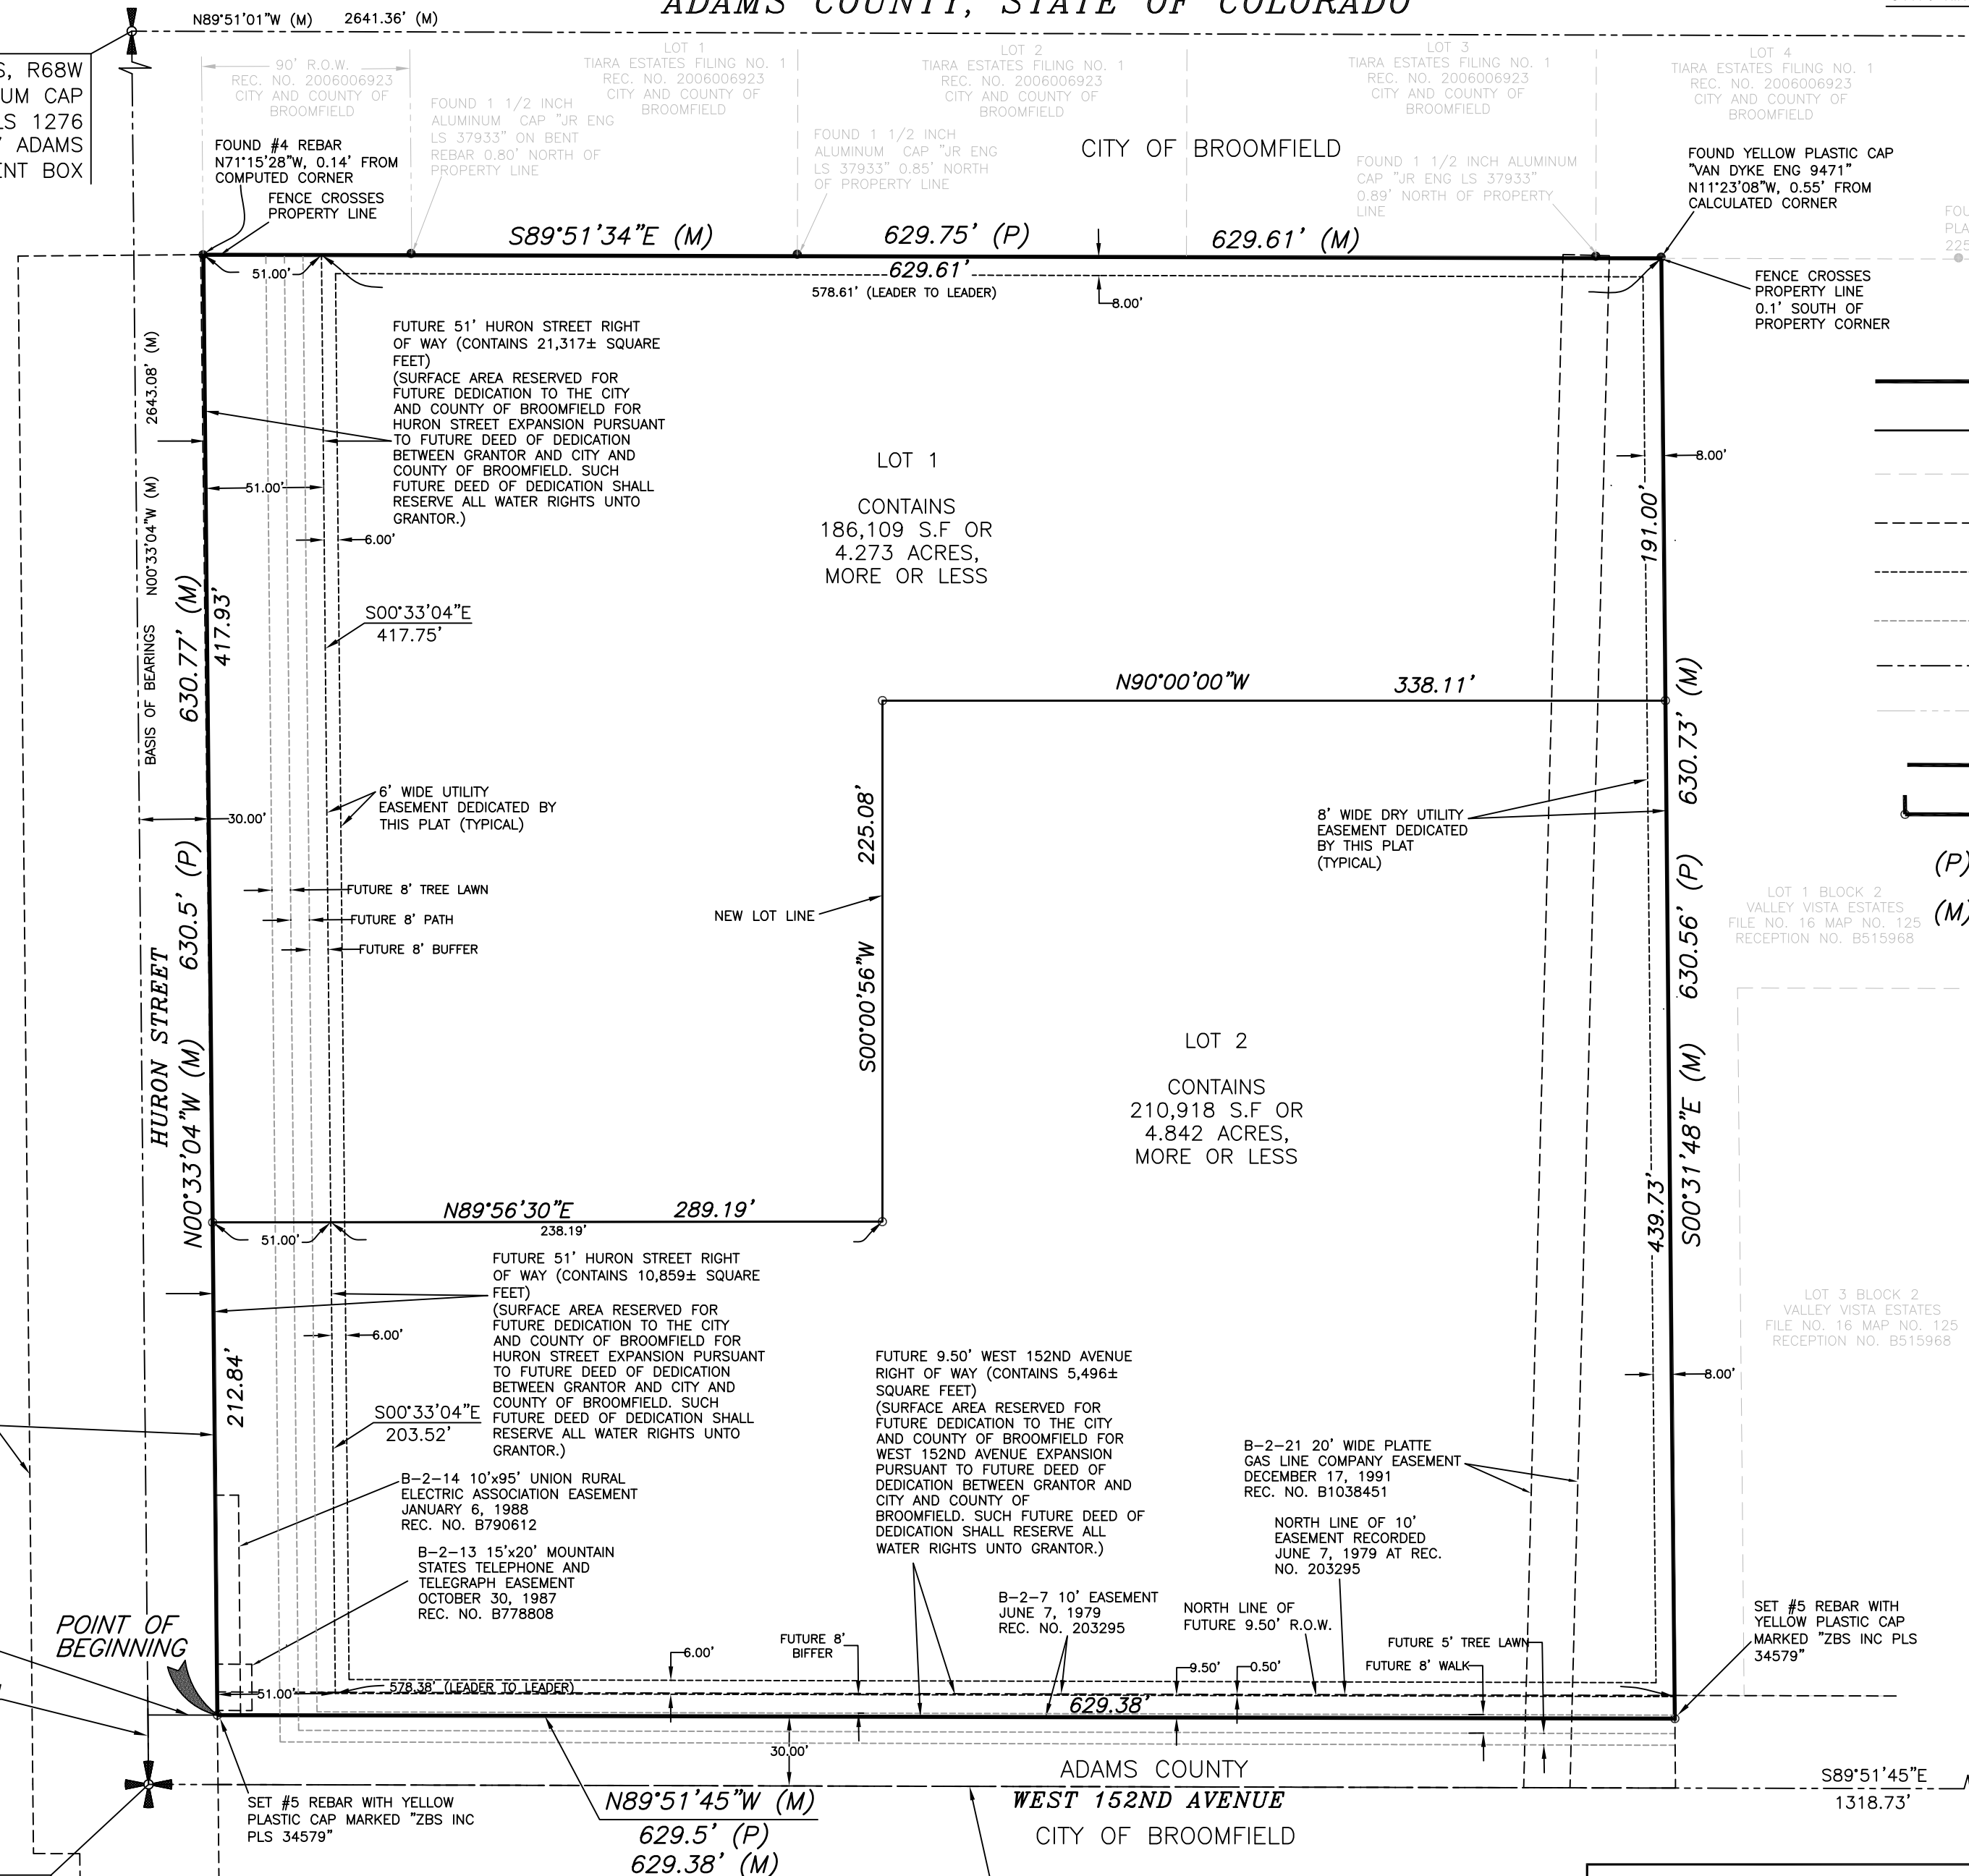 ADAMS COUNTY, STATE OF COLORADO
N89°51'01"W (M) 2641.36' (M)
S, R68W
UM CAP
LS 1276
ADAMS
ENT BOX
90' R.O.W.
REC. NO. 2006006923
CITY AND COUNTY OF
BROOMFIELD
LOT 1
TIARA ESTATES FILING NO. 1
REC. NO. 2006006923
CITY AND COUNTY OF
BROOMFIELD
LOT 2
TIARA ESTATES FILING NO. 1
REC. NO. 2006006923
CITY AND COUNTY OF
BROOMFIELD
LOT 3
TIARA ESTATES FILING NO. 1
REC. NO. 2006006923
CITY AND COUNTY OF
BROOMFIELD
LOT 4
TIARA ESTATES FILING NO. 1
REC. NO. 2006006923
CITY AND COUNTY OF
BROOMFIELD
FOUND #4 REBAR
N71°15'28"W, 0.14' FROM
COMPUTED CORNER
FENCE CROSSES
PROPERTY LINE
FOUND 1 1/2 INCH
ALUMINUM CAP "JR ENG
LS 37933" ON BENT
REBAR 0.80' NORTH OF
PROPERTY LINE
FOUND 1 1/2 INCH
ALUMINUM CAP "JR ENG
LS 37933" 0.85' NORTH
OF PROPERTY LINE
CITY OF BROOMFIELD
FOUND 1 1/2 INCH ALUMINUM
CAP "JR ENG LS 37933"
0.89' NORTH OF PROPERTY
LINE
FOUND YELLOW PLASTIC CAP
"VAN DYKE ENG 9471"
N11°23'08"W, 0.55' FROM
CALCULATED CORNER
FOU
PLA
225
S89°51'34"E (M) 629.75' (P) 629.61' (M)
51.00'
629.61'
578.61' (LEADER TO LEADER)
8.00'
FENCE CROSSES
PROPERTY LINE
0.1' SOUTH OF
PROPERTY CORNER
FUTURE 51' HURON STREET RIGHT
OF WAY (CONTAINS 21,317± SQUARE
FEET)
(SURFACE AREA RESERVED FOR
FUTURE DEDICATION TO THE CITY
AND COUNTY OF BROOMFIELD FOR
HURON STREET EXPANSION PURSUANT
TO FUTURE DEED OF DEDICATION
BETWEEN GRANTOR AND CITY AND
COUNTY OF BROOMFIELD. SUCH
FUTURE DEED OF DEDICATION SHALL
RESERVE ALL WATER RIGHTS UNTO
GRANTOR.)
51.00'
6.00'
LOT 1
CONTAINS
186,109 S.F OR
4.273 ACRES,
MORE OR LESS
8.00'
191.00'
BASIS OF BEARINGS N00°33'04"W (M) 2643.08' (M)
HURON STREET
N00°33'04"W (M) 630.5' (P) 630.77' (M)
417.93'
S00°33'04"E
417.75'
N90°00'00"W 338.11'
6' WIDE UTILITY
EASEMENT DEDICATED BY
THIS PLAT (TYPICAL)
30.00'
S00°00'56"W 225.08'
8' WIDE DRY UTILITY
EASEMENT DEDICATED
BY THIS PLAT
(TYPICAL)
S00°31'48"E (M) 630.56' (P) 630.73' (M)
(P)
(M)
FUTURE 8' TREE LAWN
FUTURE 8' PATH
FUTURE 8' BUFFER
NEW LOT LINE
LOT 1 BLOCK 2
VALLEY VISTA ESTATES
FILE NO. 16 MAP NO. 125
RECEPTION NO. B515968
LOT 2
CONTAINS
210,918 S.F OR
4.842 ACRES,
MORE OR LESS
439.73'
N89°56'30"E 289.19'
51.00'
238.19'
FUTURE 51' HURON STREET RIGHT
OF WAY (CONTAINS 10,859± SQUARE
FEET)
(SURFACE AREA RESERVED FOR
FUTURE DEDICATION TO THE CITY
AND COUNTY OF BROOMFIELD FOR
HURON STREET EXPANSION PURSUANT
TO FUTURE DEED OF DEDICATION
BETWEEN GRANTOR AND CITY AND
COUNTY OF BROOMFIELD. SUCH
FUTURE DEED OF DEDICATION SHALL
RESERVE ALL WATER RIGHTS UNTO
GRANTOR.)
6.00'
212.84'
S00°33'04"E
203.52'
LOT 3 BLOCK 2
VALLEY VISTA ESTATES
FILE NO. 16 MAP NO. 125
RECEPTION NO. B515968
8.00'
FUTURE 9.50' WEST 152ND AVENUE
RIGHT OF WAY (CONTAINS 5,496±
SQUARE FEET)
(SURFACE AREA RESERVED FOR
FUTURE DEDICATION TO THE CITY
AND COUNTY OF BROOMFIELD FOR
WEST 152ND AVENUE EXPANSION
PURSUANT TO FUTURE DEED OF
DEDICATION BETWEEN GRANTOR AND
CITY AND COUNTY OF
BROOMFIELD. SUCH FUTURE DEED OF
DEDICATION SHALL RESERVE ALL
WATER RIGHTS UNTO GRANTOR.)
B-2-14 10'x95' UNION RURAL
ELECTRIC ASSOCIATION EASEMENT
JANUARY 6, 1988
REC. NO. B790612
B-2-13 15'x20' MOUNTAIN
STATES TELEPHONE AND
TELEGRAPH EASEMENT
OCTOBER 30, 1987
REC. NO. B778808
B-2-21 20' WIDE PLATTE
GAS LINE COMPANY EASEMENT
DECEMBER 17, 1991
REC. NO. B1038451
NORTH LINE OF 10'
EASEMENT RECORDED
JUNE 7, 1979 AT REC.
NO. 203295
B-2-7 10' EASEMENT
JUNE 7, 1979
REC. NO. 203295
NORTH LINE OF
FUTURE 9.50' R.O.W.
FUTURE 5' TREE LAWN
FUTURE 8' WALK
SET #5 REBAR WITH
YELLOW PLASTIC CAP
MARKED "ZBS INC PLS
34579"
POINT OF
BEGINNING
6.00'
FUTURE 8'
BIFFER
9.50'
0.50'
51.00'
578.38' (LEADER TO LEADER)
629.38'
30.00'
ADAMS COUNTY
WEST 152ND AVENUE
CITY OF BROOMFIELD
S89°51'45"E
1318.73'
SET #5 REBAR WITH YELLOW
PLASTIC CAP MARKED "ZBS INC
PLS 34579"
N89°51'45"W (M)
629.5' (P)
629.38' (M)